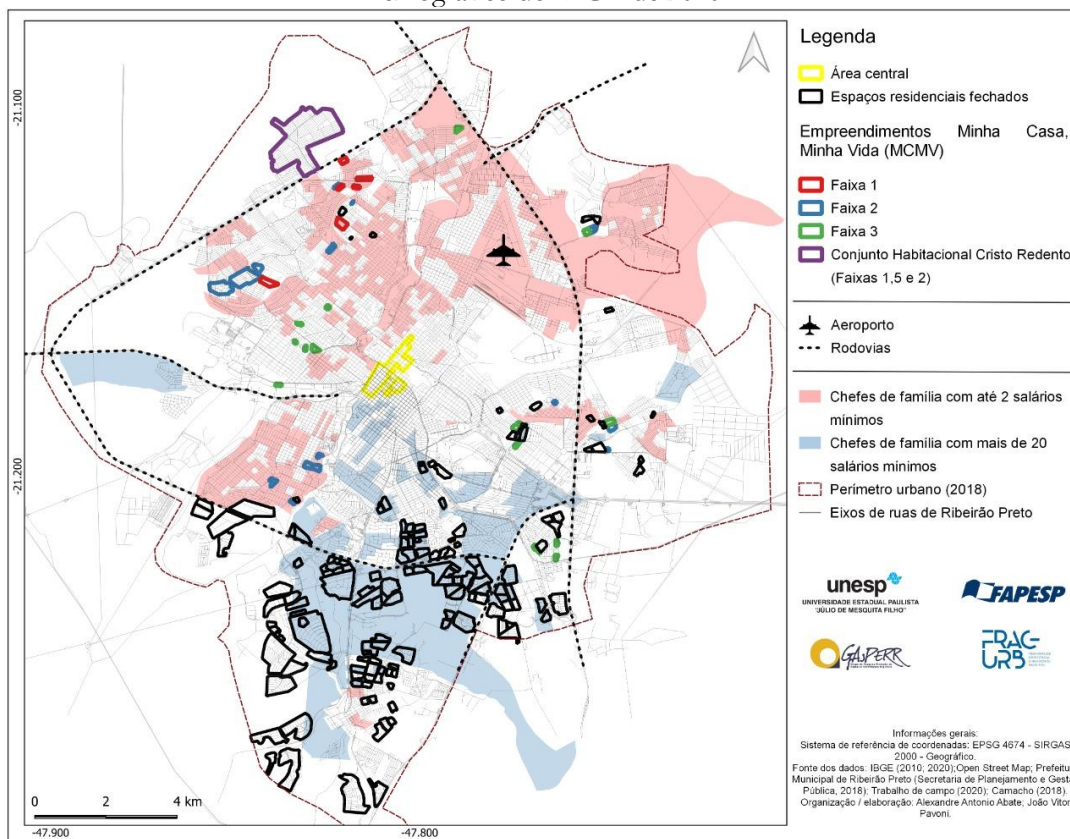 Legenda
Área central
Espaços residenciais fechados
Empreendimentos Minha Casa,
Minha Vida (MCMV)
Faixa 1
Faixa 2
Faixa 3
Conjunto Habitacional Cristo Redento
(Faixas 1,5 e 2)
Aeroporto
Rodovias
Chefes de família com até 2 salários
mínimos
Chefes de família com mais de 20
salários mínimos
Perímetro urbano (2018)
Eixos de ruas de Ribeirão Preto
unesp
UNIVERSIDADE ESTADUAL PAULISTA
"JÚLIO DE MESQUITA FILHO"
FAPESP
GAsPERR
FRAG-
URB
Informações gerais:
Sistema de referência de coordenadas: EPSG 4674 - SIRGAS
2000 - Geográfico.
Fonte dos dados: IBGE (2010; 2020);Open Street Map; Prefeitu
Municipal de Ribeirão Preto (Secretaria de Planejamento e Gestã
Pública, 2018); Trabalho de campo (2020); Camacho (2018).
Organização / elaboração: Alexandre Antonio Abate; João Vitor
Pavoni.
-21.100
-21.200
0 2 4 km
-47.900
-47.800